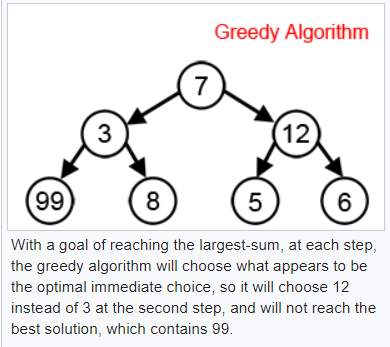 Greedy Algorithm
7
3 12
99 8 5 6
With a goal of reaching the largest-sum, at each step,
the greedy algorithm will choose what appears to be
the optimal immediate choice, so it will choose 12
instead of 3 at the second step, and will not reach the
best solution, which contains 99.